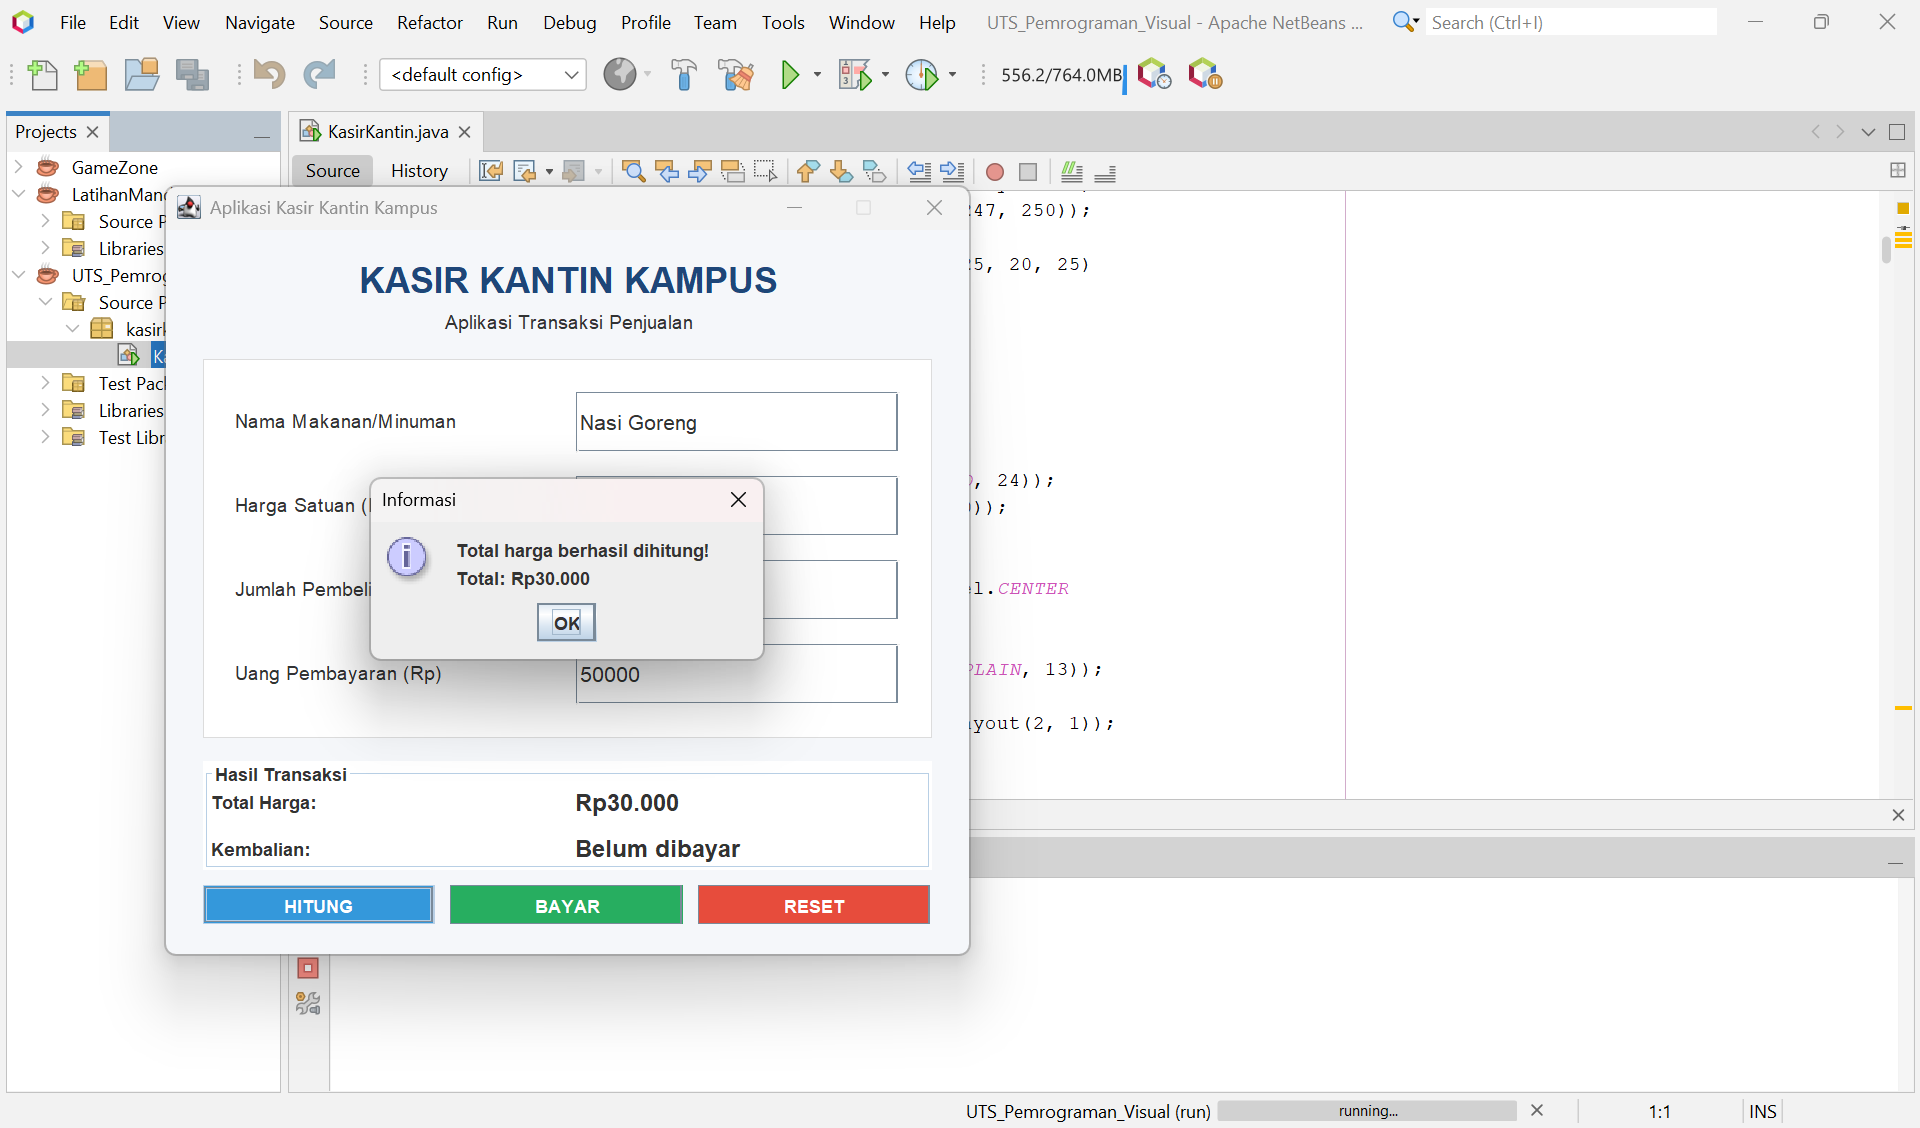 File Edit View Navigate Source Refactor Run Debug Profile Team Tools Window Help UTS_Pemrograman_Visual - Apache NetBeans ... Search (Ctrl+I)
<default config> 556.2/764.0MB
Projects
KasirKantin.java
Source History
GameZone
LatihanMan
Source P
Libraries
UTS_Pemrog
Source P
kasirk
Ka
Test Pack
Libraries
Test Libr
Aplikasi Kasir Kantin Kampus
KASIR KANTIN KAMPUS
Aplikasi Transaksi Penjualan
Nama Makanan/Minuman Nasi Goreng
Harga Satuan (
Jumlah Pembeli
Uang Pembayaran (Rp) 50000
Informasi
i
Total harga berhasil dihitung!
Total: Rp30.000
OK
Hasil Transaksi
Total Harga: Rp30.000
Kembalian: Belum dibayar
HITUNG BAYAR RESET
47, 250));
5, 20, 25)
, 24));
));
l.CENTER
LAIN, 13));
yout(2, 1));
UTS_Pemrograman_Visual (run) running... 1:1 INS